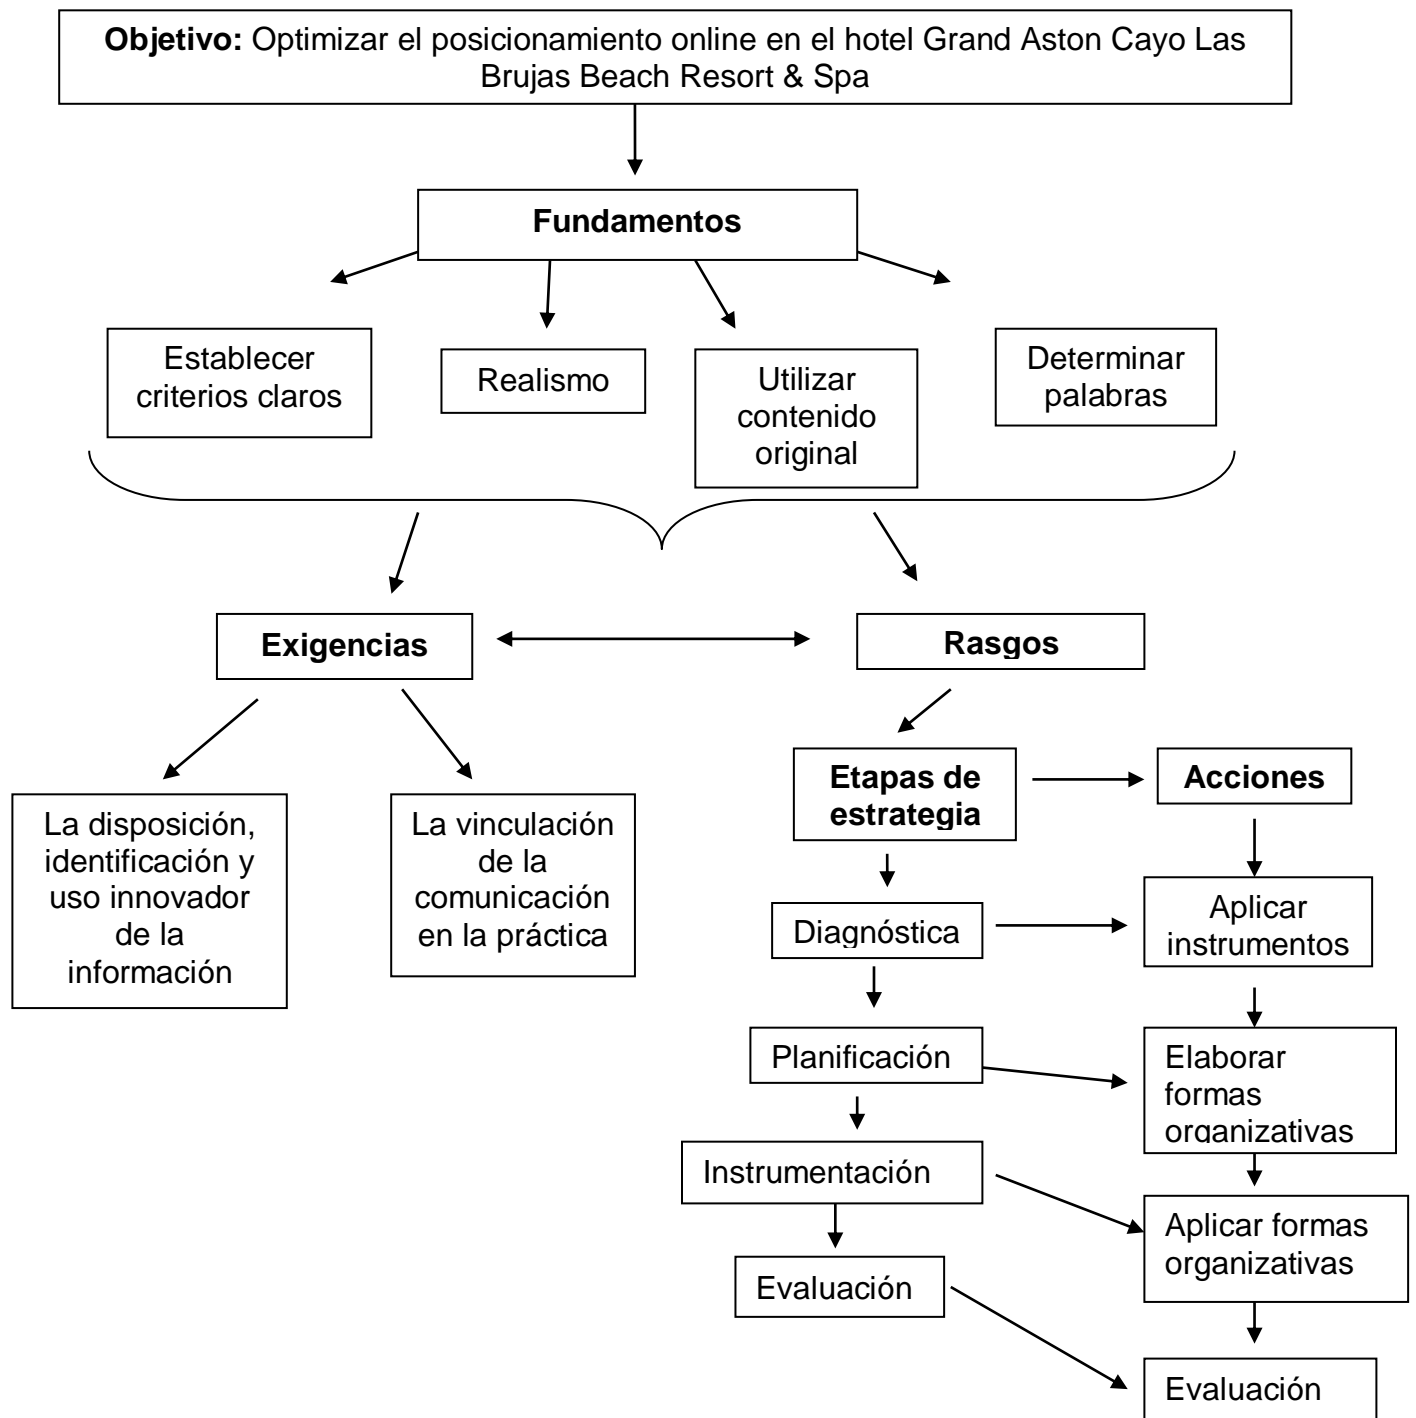 Objetivo: Optimizar el posicionamiento online en el hotel Grand Aston Cayo Las
Brujas Beach Resort & Spa
Fundamentos
Establecer
criterios claros
Realismo
Utilizar
contenido
original
Determinar
palabras
Exigencias
Rasgos
La disposición,
identificación y
uso innovador
de la
información
La vinculación
de la
comunicación
en la práctica
Etapas de
estrategia
Acciones
Diagnóstica
Aplicar
instrumentos
Planificación
Elaborar
formas
organizativas
Instrumentación
Aplicar formas
organizativas
Evaluación
Evaluación